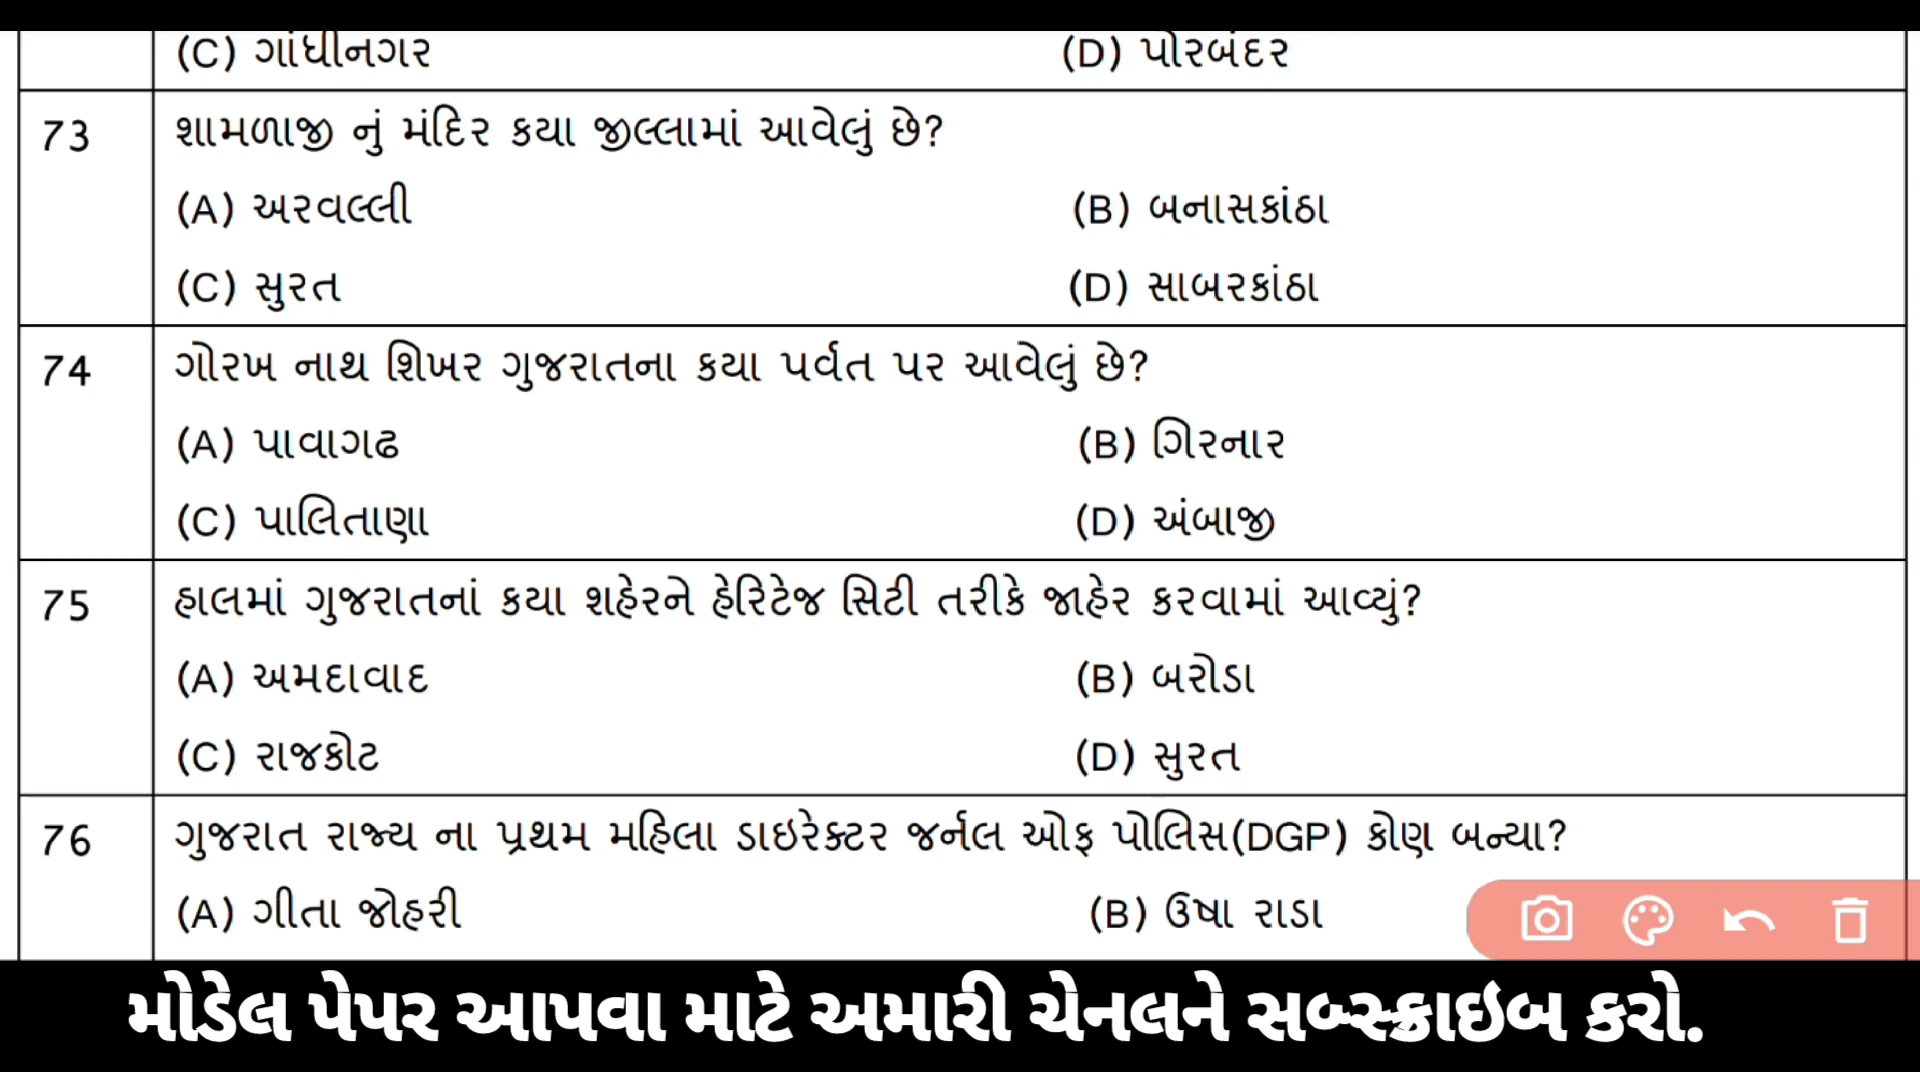 (C) ગાંધીનગર (D) પોરબંદર
73 શામળાજી નું મંદિર કયા જીલ્લામાં આવેલું છે?
(A) અરવલ્લી (B) બનાસકાંઠા
(C) સુરત (D) સાબરકાંઠા
74 ગોરખ નાથ શિખર ગુજરાતના કયા પર્વત પર આવેલું છે?
(A) પાવાગઢ (B) ગિરનાર
(C) પાલિતાણા (D) અંબાજી
75 હાલમાં ગુજરાતનાં કયા શહેરને હેરિટેજ સિટી તરીકે જાહેર કરવામાં આવ્યું?
(A) અમદાવાદ (B) બરોડા
(C) રાજકોટ (D) સુરત
76 ગુજરાત રાજ્ય ના પ્રથમ મહિલા ડાઇરેક્ટર જર્નલ ઓફ પોલિસ(DGP) કોણ બન્યા?
(A) ગીતા જોહરી (B) ઉષા રાડા
મોડેલ પેપર આપવા માટે અમારી ચેનલને સબ્સ્ક્રાઇબ કરો.